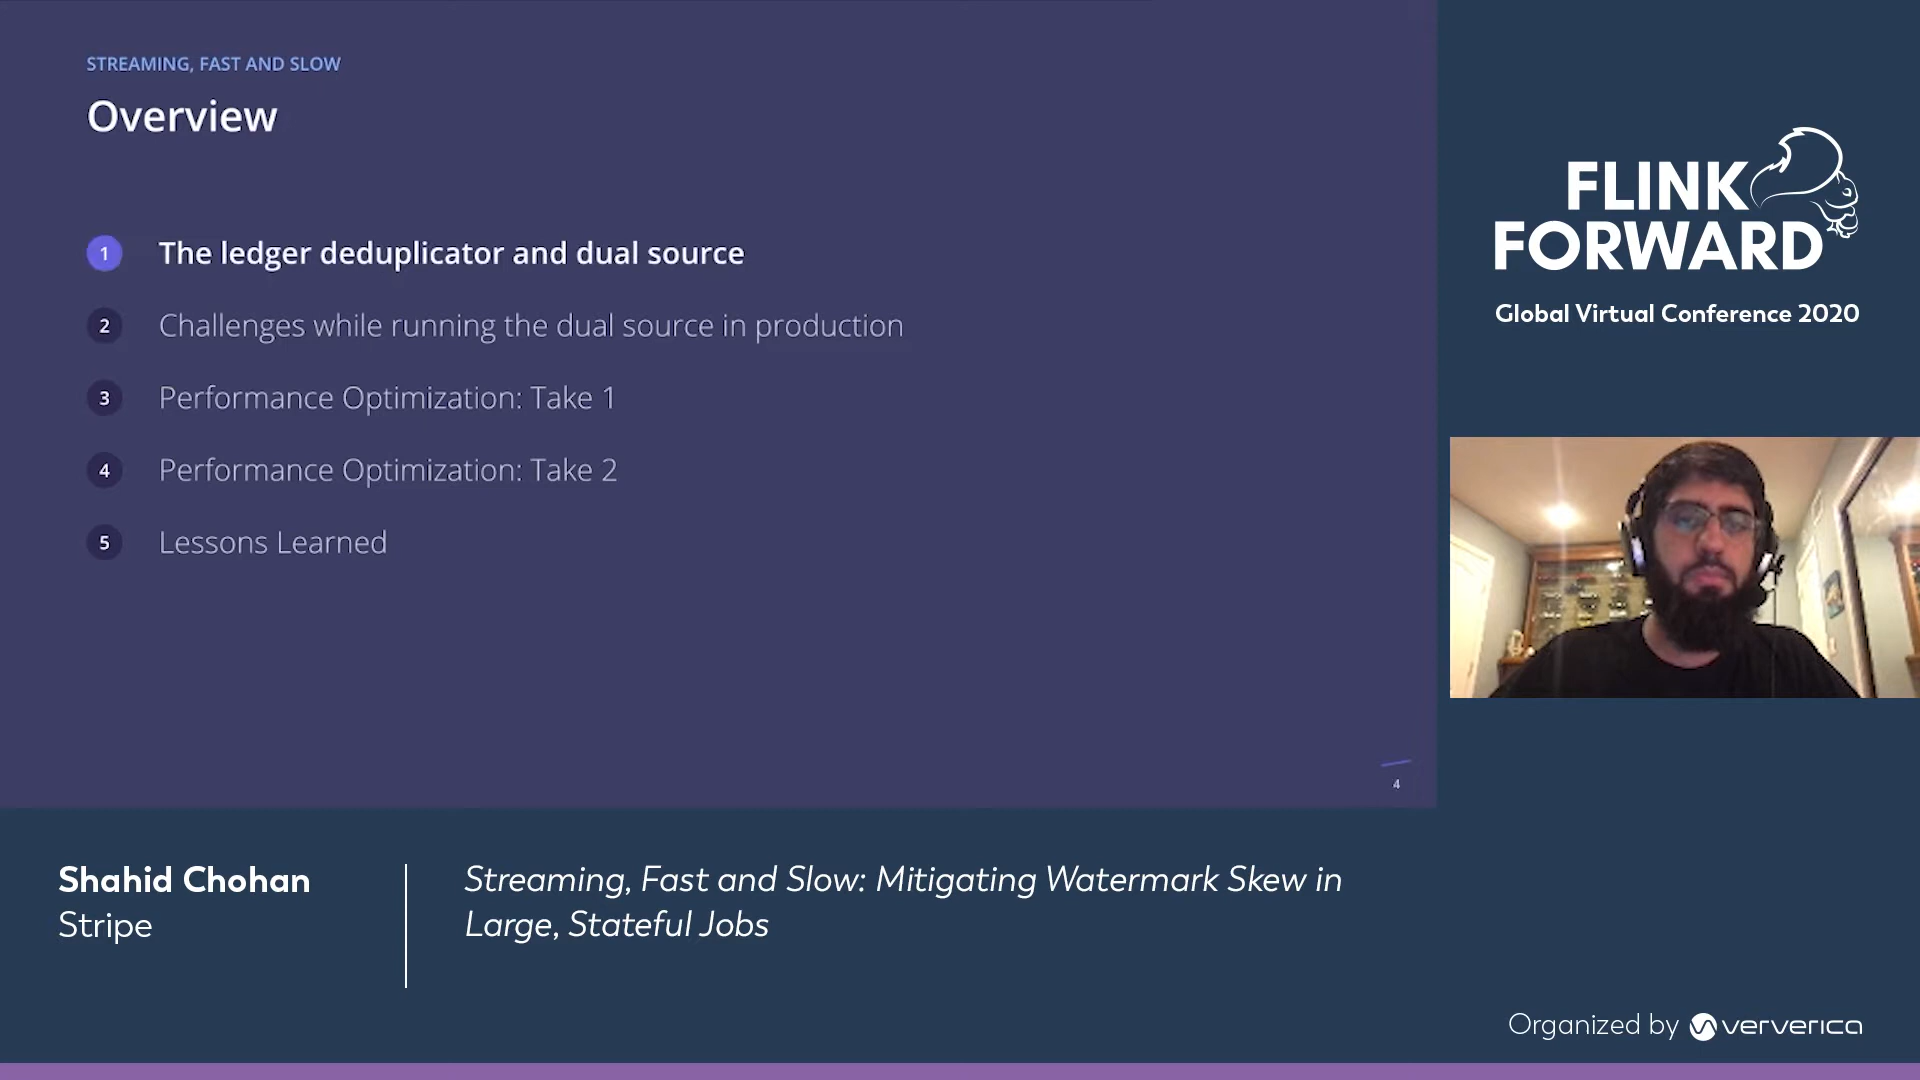 STREAMING, FAST AND SLOW
Overview
1 The ledger deduplicator and dual source
2 Challenges while running the dual source in production
3 Performance Optimization: Take 1
4 Performance Optimization: Take 2
5 Lessons Learned
4
FLINK
FORWARD
Global Virtual Conference 2020
Shahid Chohan
Stripe
Streaming, Fast and Slow: Mitigating Watermark Skew in
Large, Stateful Jobs
Organized by ververica